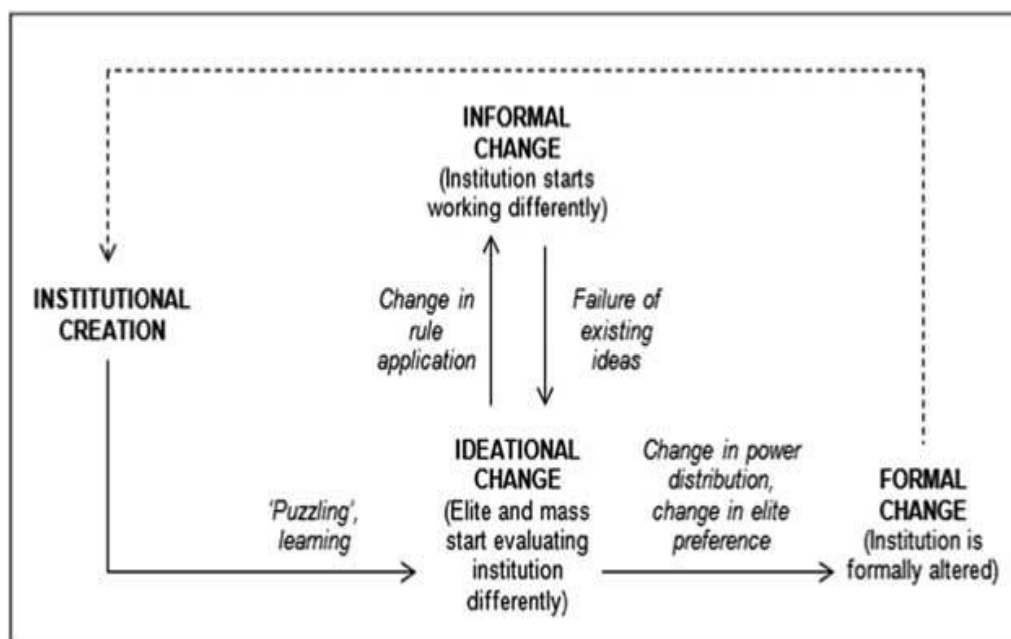 INFORMAL
CHANGE
(Institution starts
working differently)
INSTITUTIONAL
CREATION
Change in
rule
application
Failure of
existing
ideas
IDEATIONAL
CHANGE
(Elite and mass
start evaluating
institution
differently)
'Puzzling',
learning
Change in power
distribution,
change in elite
preference
FORMAL
CHANGE
(Institution is
formally altered)